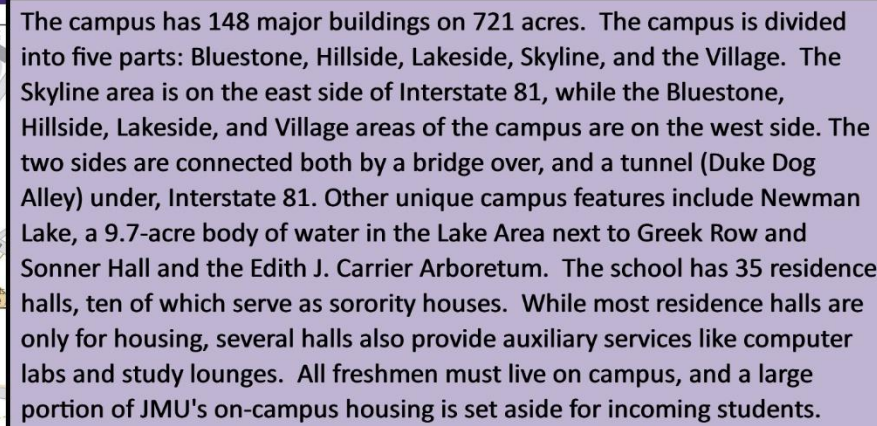 The campus has 148 major buildings on 721 acres.  The campus is divided
into five parts: Bluestone, Hillside, Lakeside, Skyline, and the Village.  The
Skyline area is on the east side of Interstate 81, while the Bluestone,
Hillside, Lakeside, and Village areas of the campus are on the west side. The
two sides are connected both by a bridge over, and a tunnel (Duke Dog
Alley) under, Interstate 81. Other unique campus features include Newman
Lake, a 9.7-acre body of water in the Lake Area next to Greek Row and
Sonner Hall and the Edith J. Carrier Arboretum.  The school has 35 residence
halls, ten of which serve as sorority houses.  While most residence halls are
only for housing, several halls also provide auxiliary services like computer
labs and study lounges.  All freshmen must live on campus, and a large
portion of JMU's on-campus housing is set aside for incoming students.